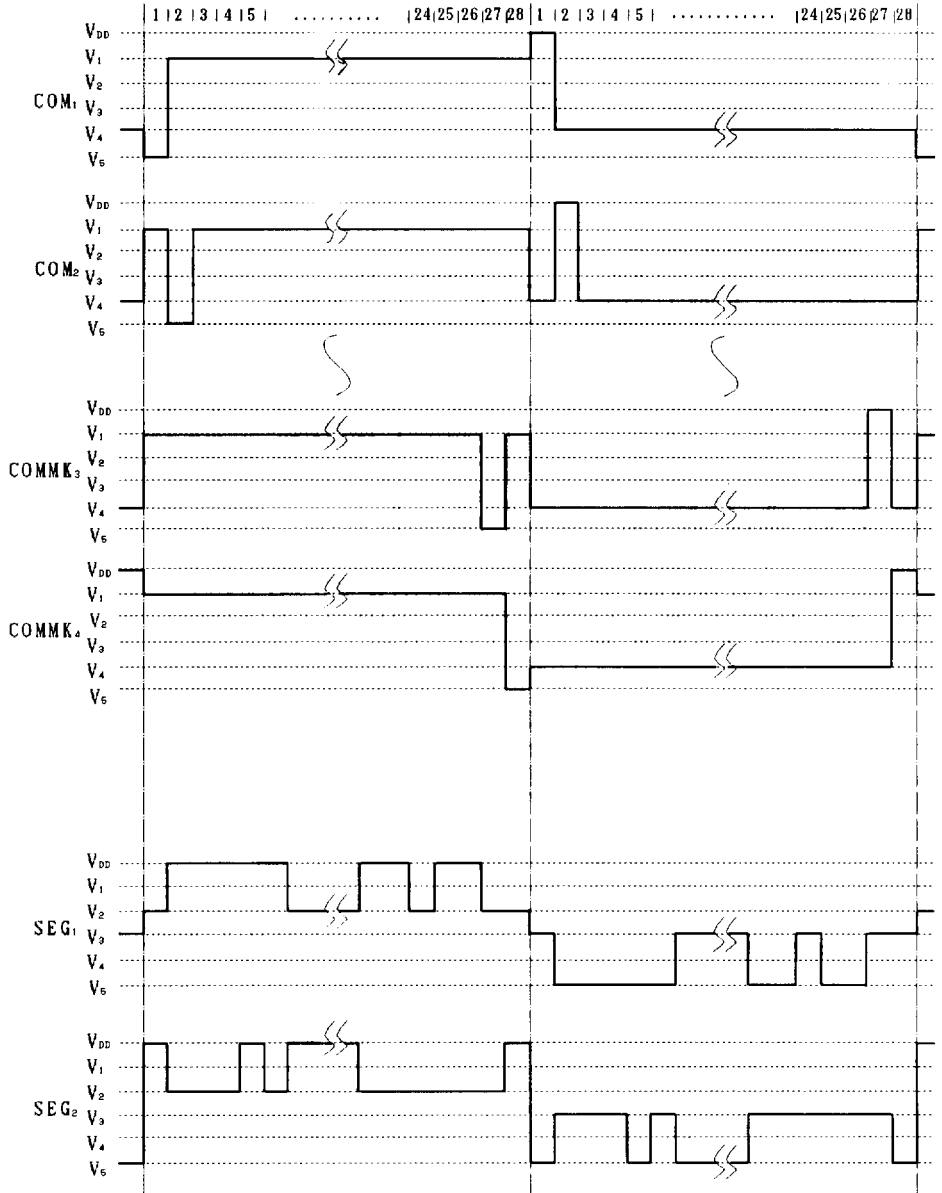 | 1 | 2 | 3 | 4 | 5 | ............ |24|25|26|27|28| 1 | 2 | 3 | 4 | 5 | ............ |24|25|26|27|28|
VDD
V1
V2
COM1
V3
V4
V5
VDD
V1
V2
COM2
V3
V4
V5
VDD
V1
V2
COMMK3
V3
V4
V5
VDD
V1
V2
COMMK4
V3
V4
V5
VDD
V1
V2
SEG1
V3
V4
V5
VDD
V1
V2
SEG2
V3
V4
V5